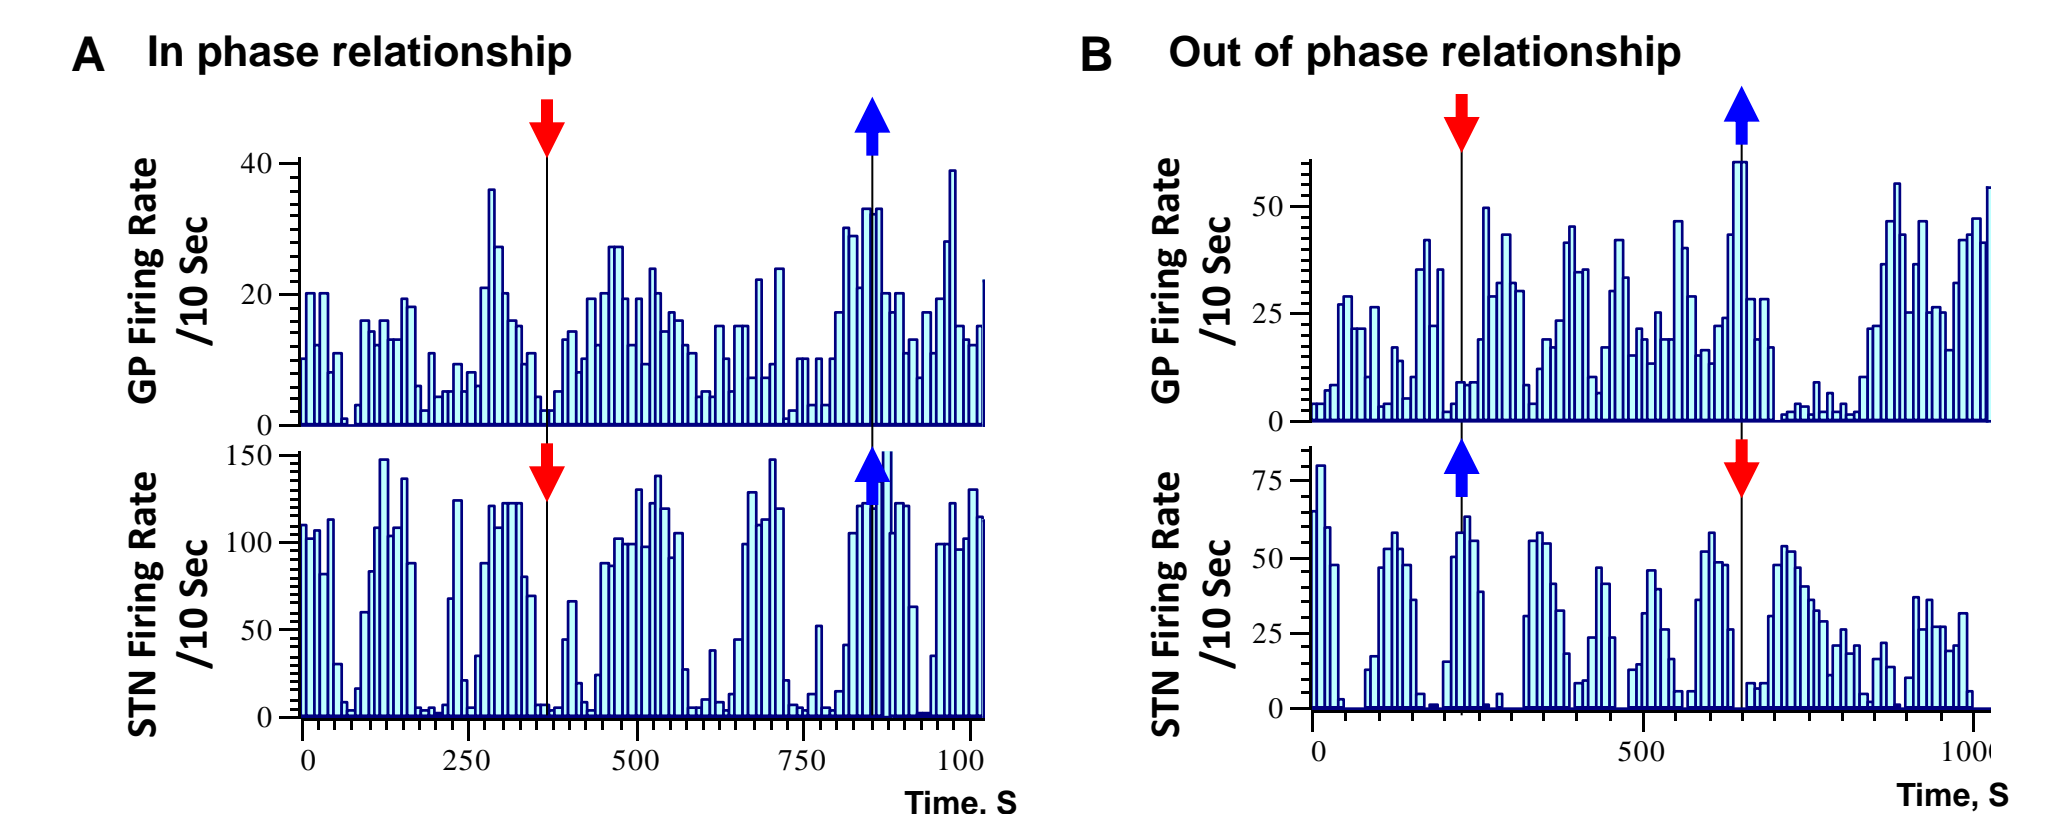 A In phase relationship
GP Firing Rate
/10 Sec
40
20
0
STN Firing Rate
/10 Sec
150
100
50
0
0 250 500 750 100
Time. S
B Out of phase relationship
GP Firing Rate
/10 Sec
50
25
0
STN Firing Rate
/10 Sec
75
50
25
0
0 500 100(
Time, S